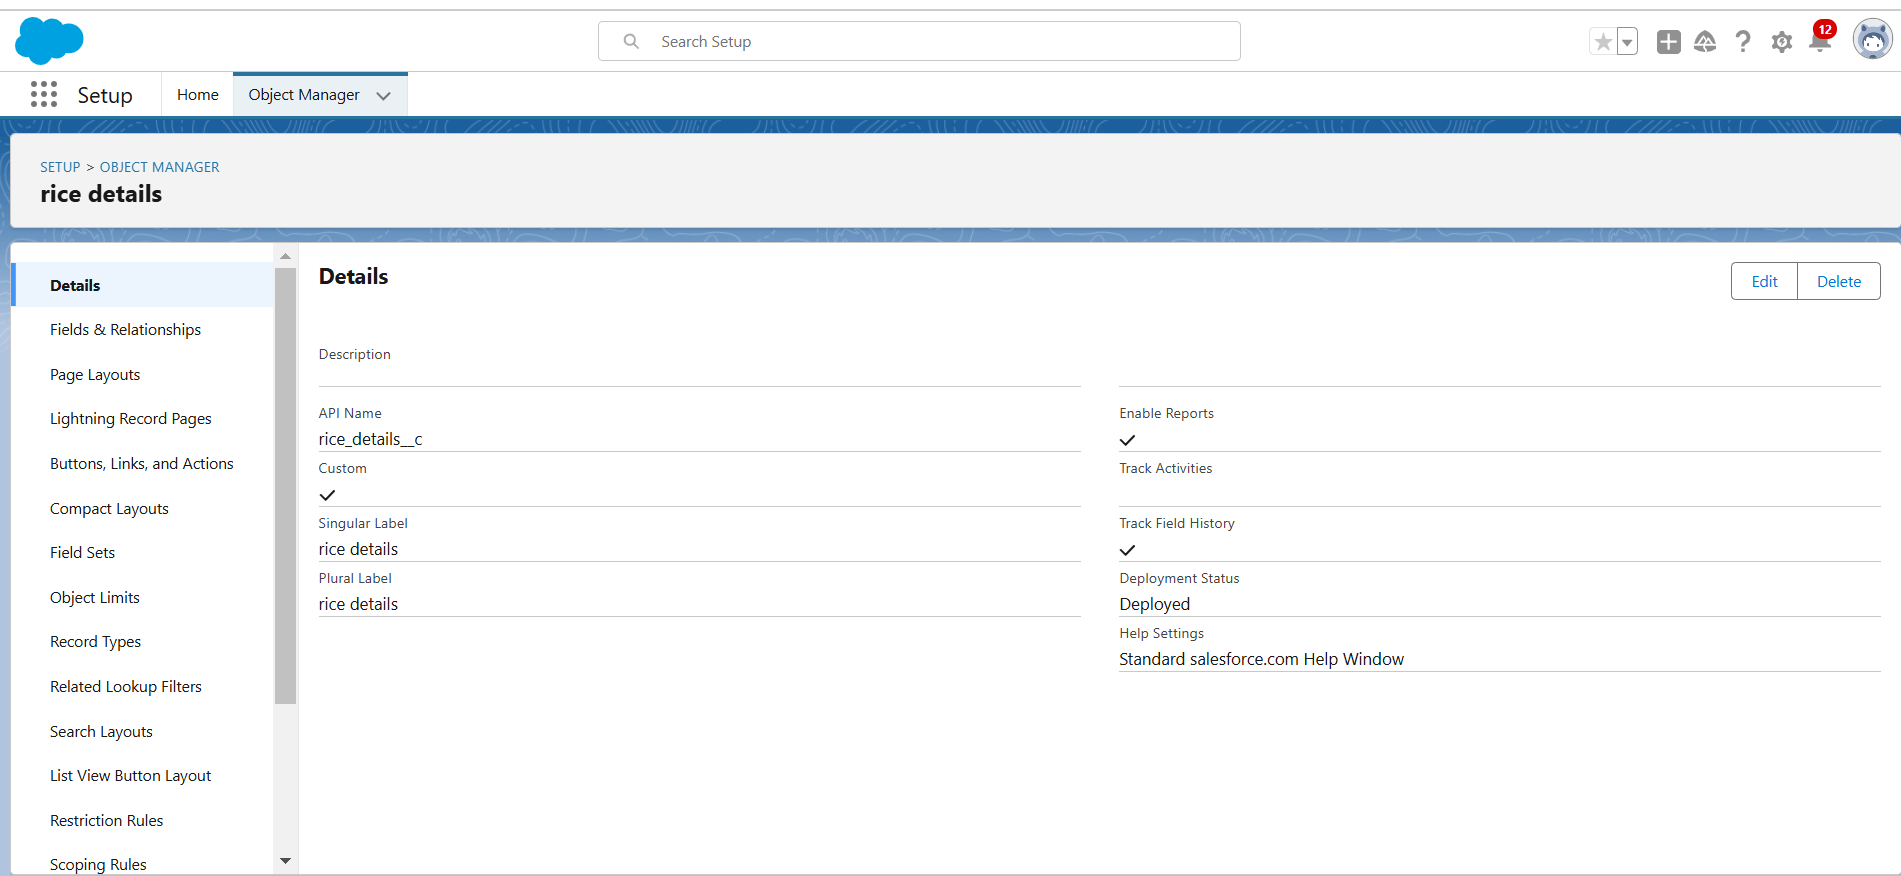 Search Setup
12
Setup
Home
Object Manager
SETUP > OBJECT MANAGER
rice details
Details
Fields & Relationships
Page Layouts
Lightning Record Pages
Buttons, Links, and Actions
Compact Layouts
Field Sets
Object Limits
Record Types
Related Lookup Filters
Search Layouts
List View Button Layout
Restriction Rules
Scoping Rules
Details
Edit
Delete
Description
API Name
rice_details__c
Custom
Singular Label
rice details
Plural Label
rice details
Enable Reports
Track Activities
Track Field History
Deployment Status
Deployed
Help Settings
Standard salesforce.com Help Window